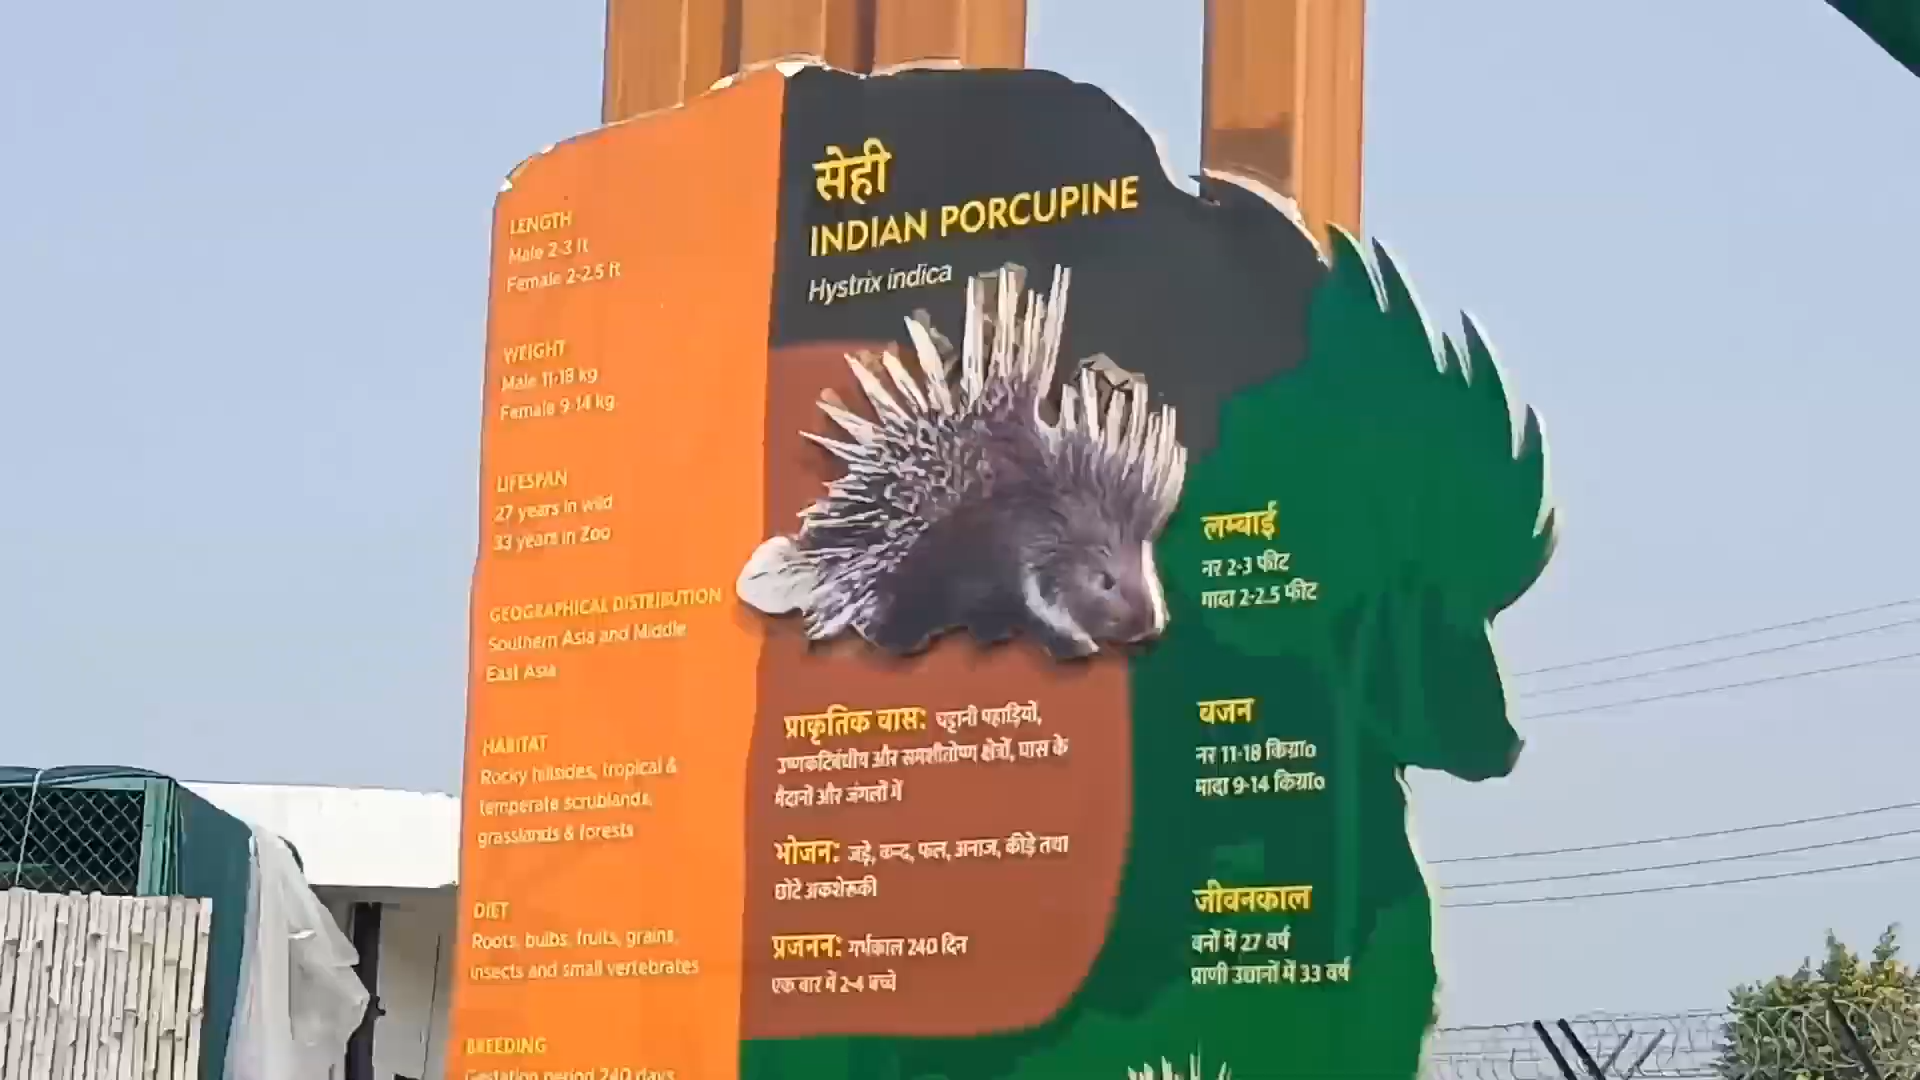 सेही
INDIAN PORCUPINE
Hystrix indica
LENGTH
Male 2-3 ft
Female 2-2.5 ft
WEIGHT
Male 11-18 kg
Female 9-14 kg
LIFESPAN
27 years in wild
33 years in Zoo
GEOGRAPHICAL DISTRIBUTION
Southern Asia and Middle
East Asia
HABITAT
Rocky hillsides, tropical &
temperate scrublands,
grasslands & forests
DIET
Roots, bulbs, fruits, grains,
insects and small vertebrates
BREEDING
Gestation period 240 days
प्राकृतिक वास: चट्टानी पहाड़ियों,
उष्णकटिबंधीय और समशीतोष्ण क्षेत्रों, घास के
मैदानों और जंगलों में
भोजन: जड़े, कन्द, फल, अनाज, कीड़े तथा
छोटे अकशेरूकी
प्रजनन: गर्भकाल 240 दिन
एक बार में 2-4 बच्चे
लम्बाई
नर 2-3 फीट
मादा 2-2.5 फीट
वजन
नर 11-18 किग्रा०
मादा 9-14 किग्रा०
जीवनकाल
वनों में 27 वर्ष
प्राणी उद्यानों में 33 वर्ष